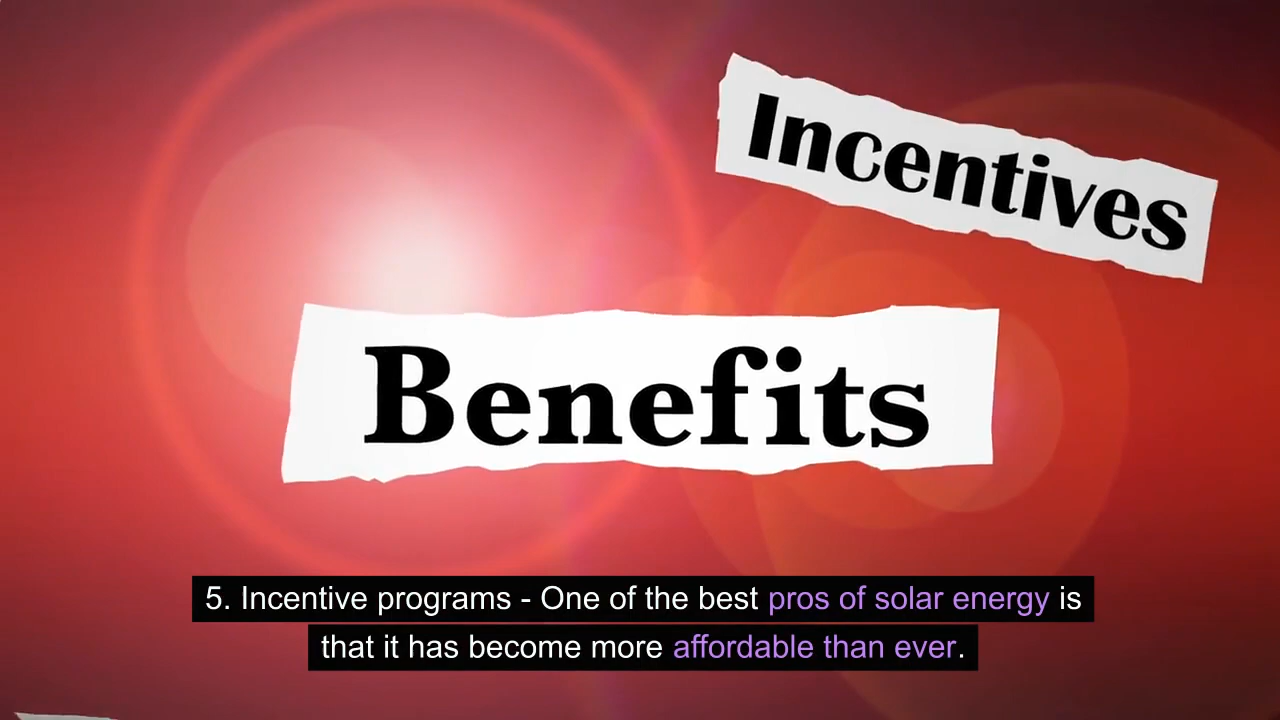 Incentives
Benefits
5. Incentive programs - One of the best pros of solar energy is
that it has become more affordable than ever.